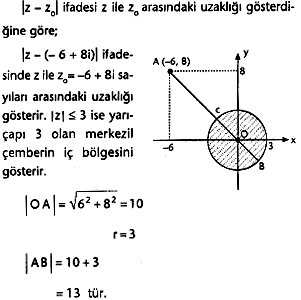 |z – z₀| ifadesi z ile z₀ arasındaki uzaklığı gösterdi-
ğine göre;
|z – (– 6 + 8i)| ifade-
sinde z ile z₀= –6 + 8i sa-
yıları arasındaki uzaklığı
gösterir. |z| ≤ 3 ise yarı-
çapı 3 olan merkezil
çemberin iç bölgesini
gösterir.
y
A (–6, 8)
8
C
O
–6
3
x
B
|OA| = √6² + 8² = 10
r = 3
|AB| = 10 + 3
= 13 tür.